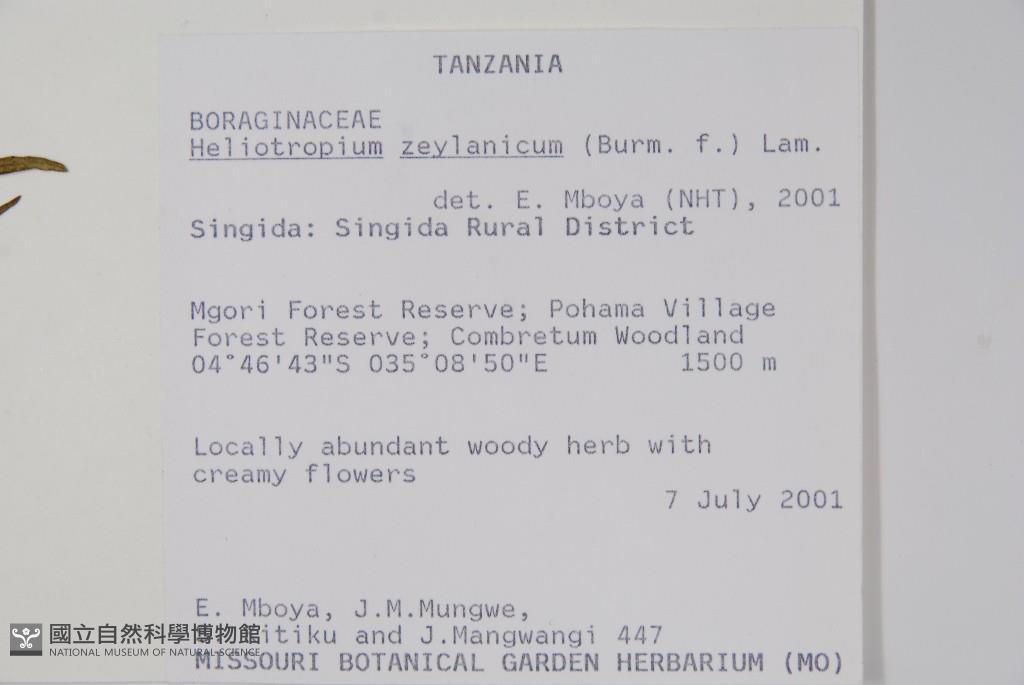 TANZANIA
BORAGINACEAE
Heliotropium zeylanicum (Burm. f.) Lam.
det. E. Mboya (NHT), 2001
Singida: Singida Rural District
Mgori Forest Reserve; Pohama Village
Forest Reserve; Combretum Woodland
04°46'43"S 035°08'50"E 1500 m
Locally abundant woody herb with
creamy flowers
7 July 2001
E. Mboya, J.M.Mungwe,
and J.Mangwangi 447
MISSOURI BOTANICAL GARDEN HERBARIUM (MO)
國立自然科學博物館
NATIONAL MUSEUM OF NATURAL SCIENCE